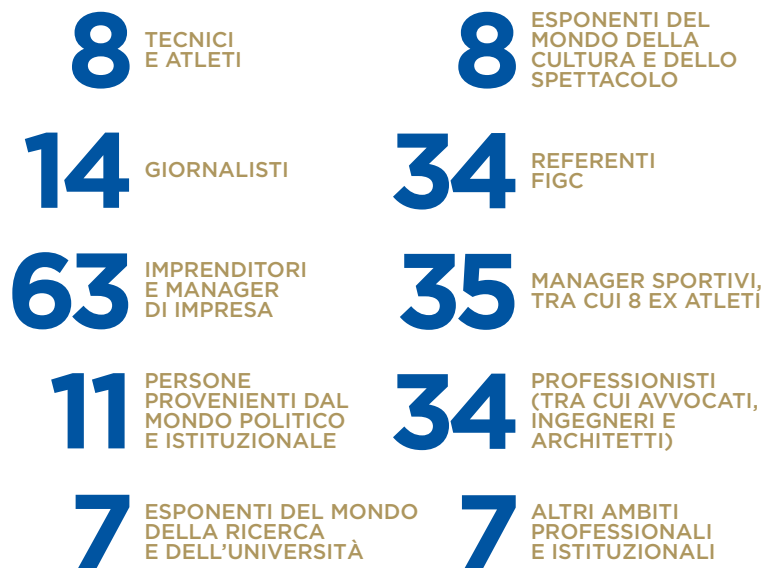 8
TECNICI
E ATLETI
8
ESPONENTI DEL
MONDO DELLA
CULTURA E DELLO
SPETTACOLO
14
GIORNALISTI
34
REFERENTI
FIGC
63
IMPRENDITORI
E MANAGER
DI IMPRESA
35
MANAGER SPORTIVI,
TRA CUI 8 EX ATLETI
11
PERSONE
PROVENIENTI DAL
MONDO POLITICO
E ISTITUZIONALE
34
PROFESSIONISTI
(TRA CUI AVVOCATI,
INGEGNERI E
ARCHITETTI)
7
ESPONENTI DEL MONDO
DELLA RICERCA
E DELL'UNIVERSITÀ
7
ALTRI AMBITI
PROFESSIONALI
E ISTITUZIONALI